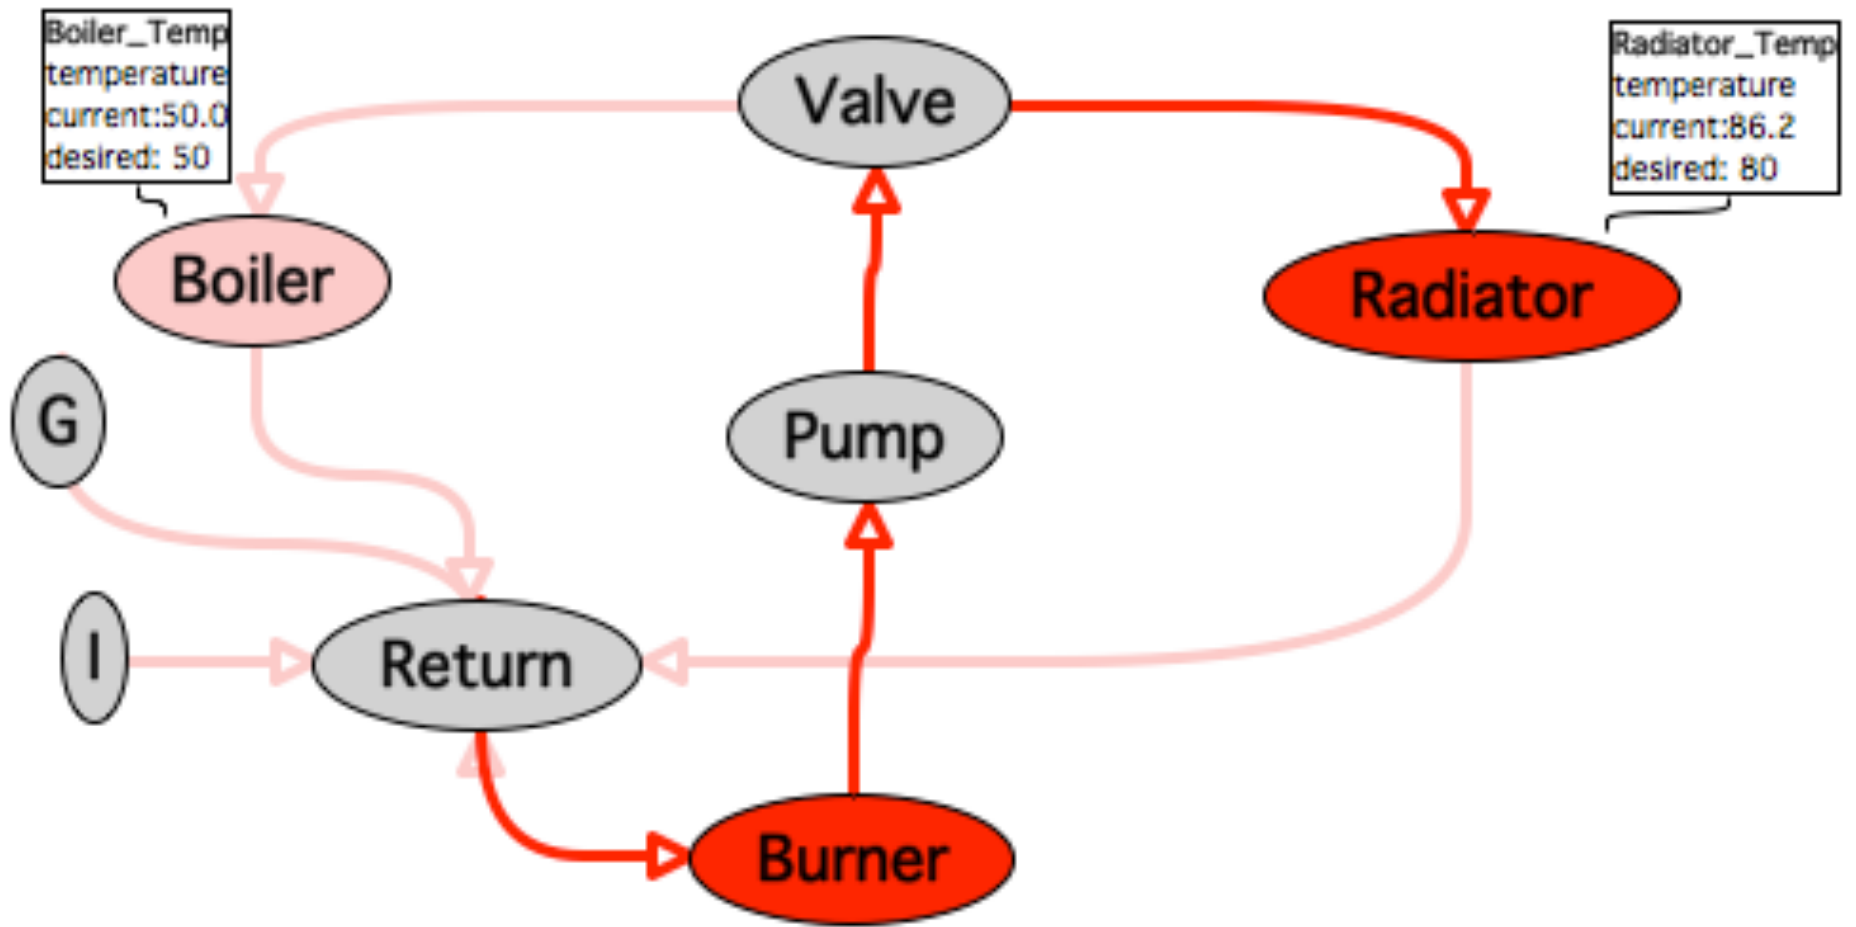 Boiler_Temp
temperature
current:50.0
desired: 50
Valve
Radiator_Temp
temperature
current:86.2
desired: 80
Boiler
Radiator
G
Pump
I
Return
Burner